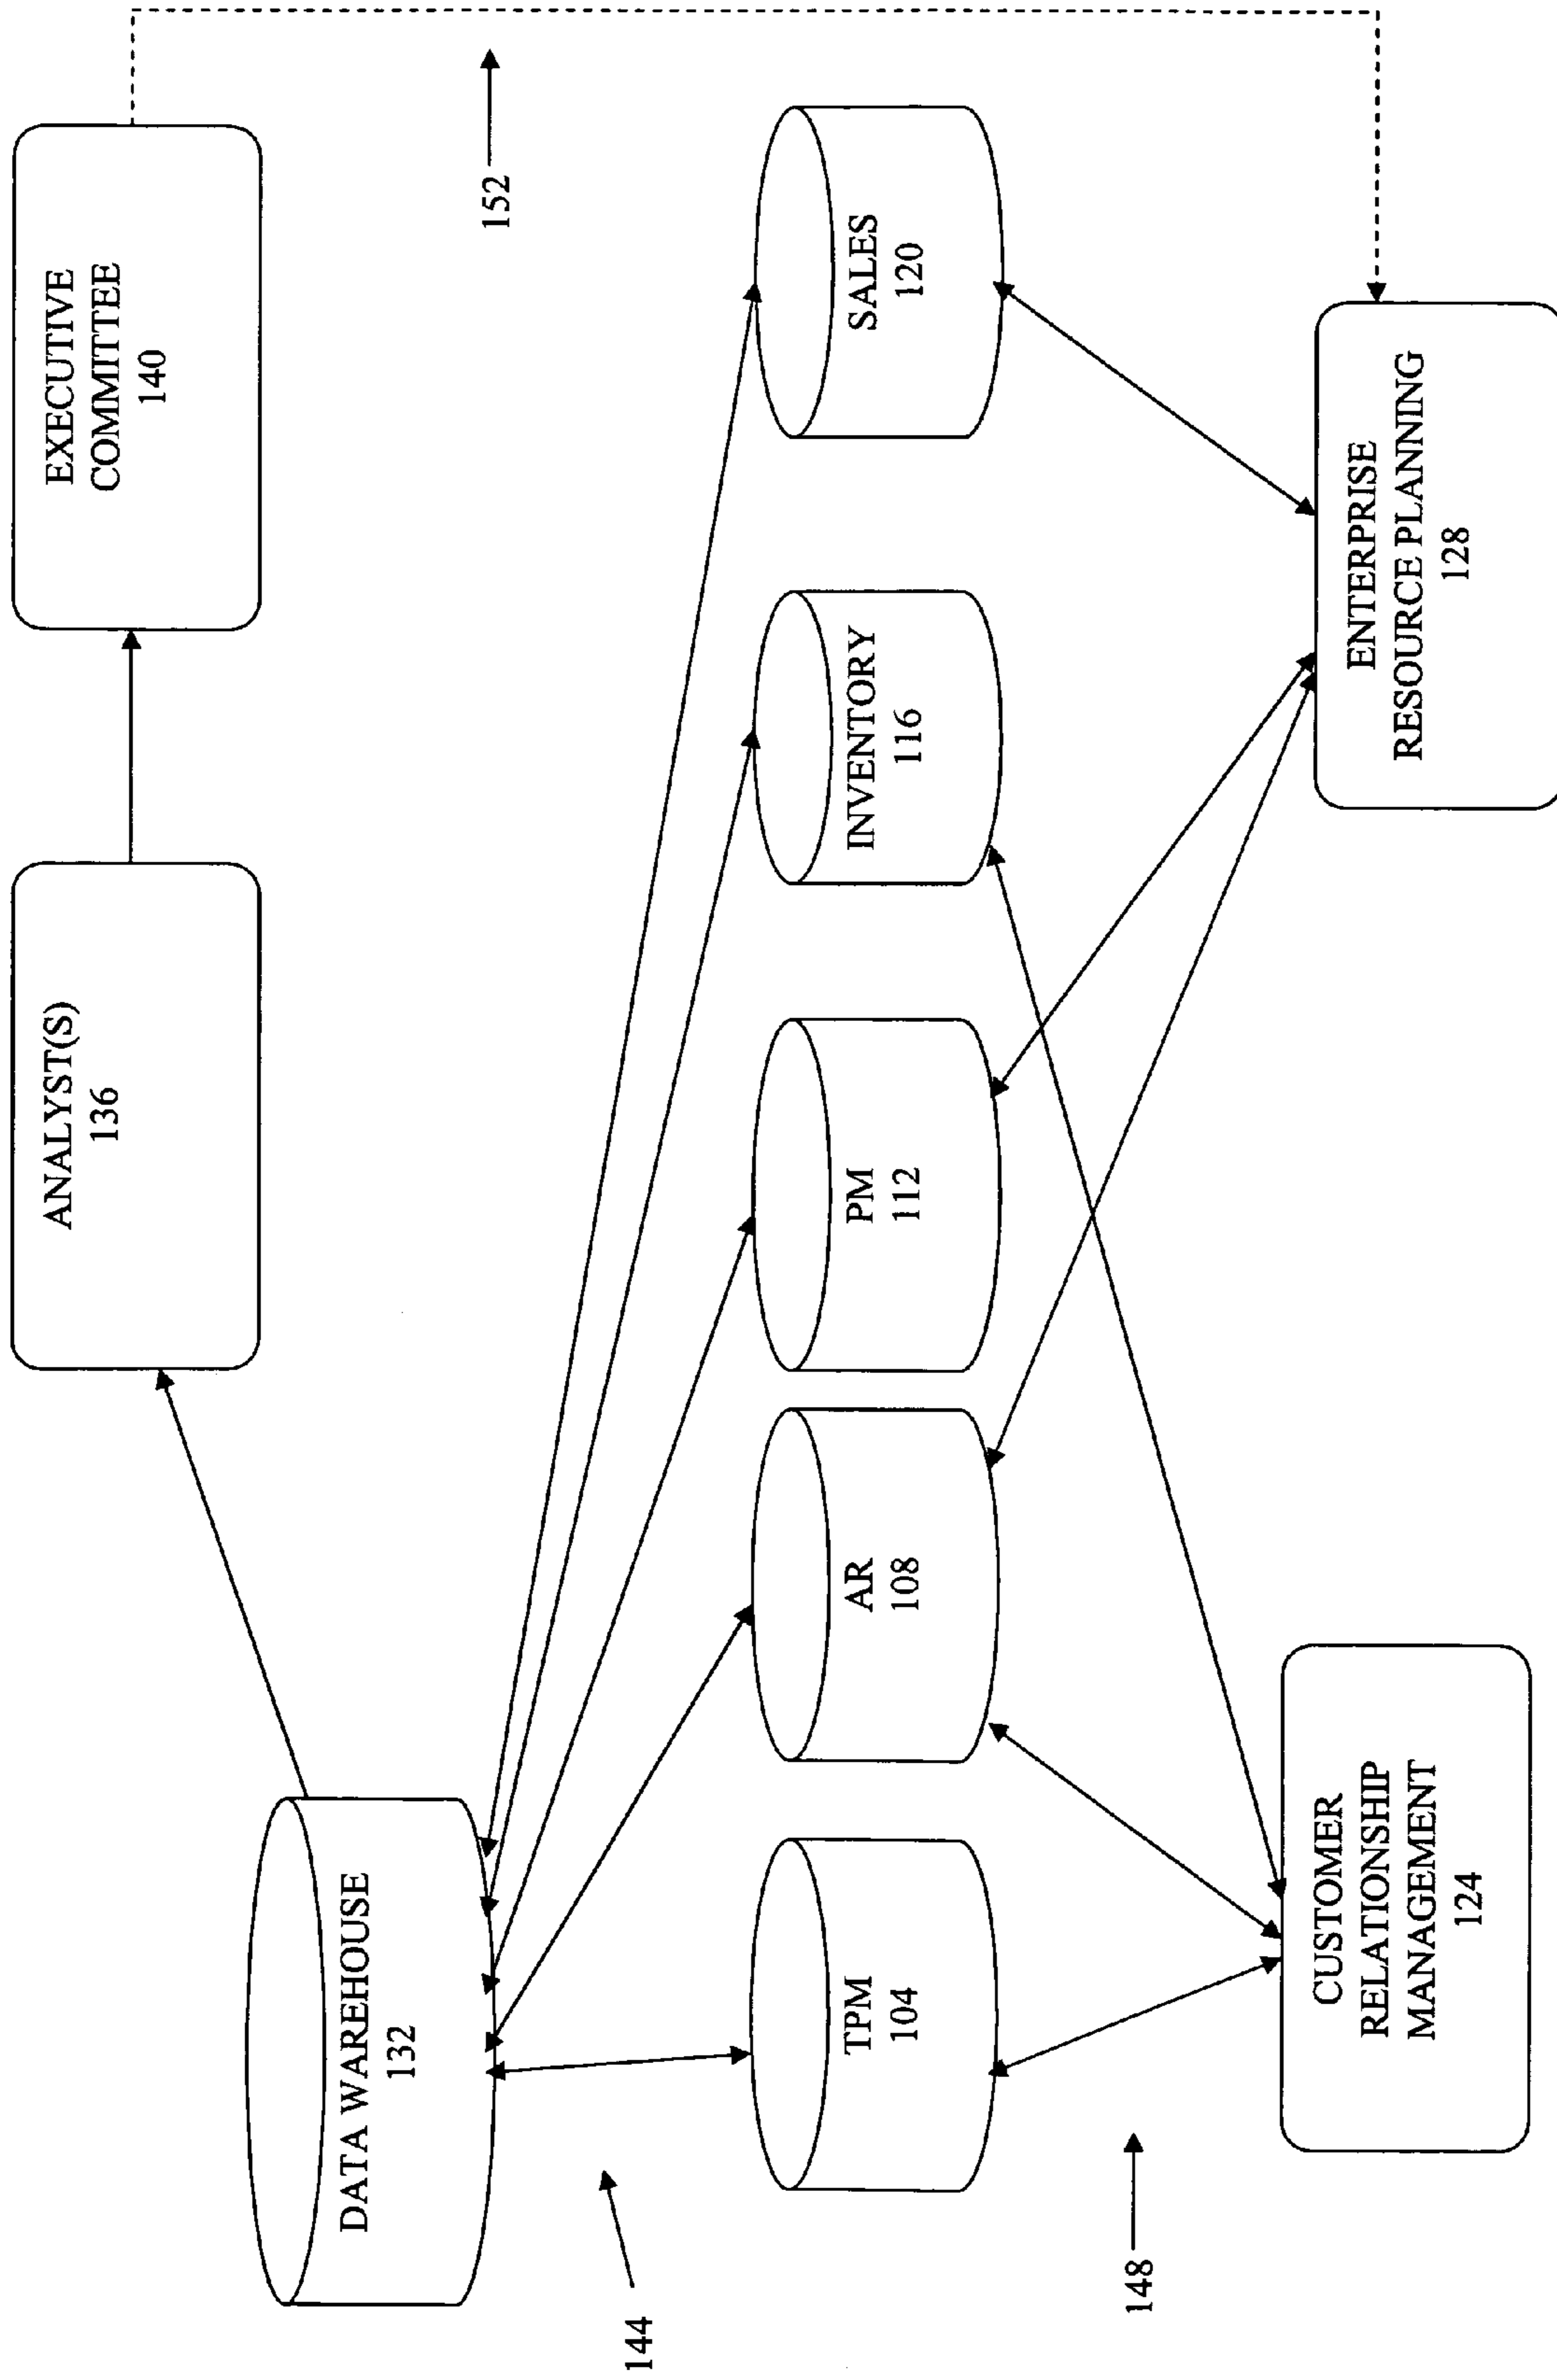 DATA WAREHOUSE
132
ANALYST(S)
136
EXECUTIVE
COMMITTEE
140
144
152
TPM
104
AR
108
PM
112
INVENTORY
116
SALES
120
148
CUSTOMER
RELATIONSHIP
MANAGEMENT
124
ENTERPRISE
RESOURCE PLANNING
128